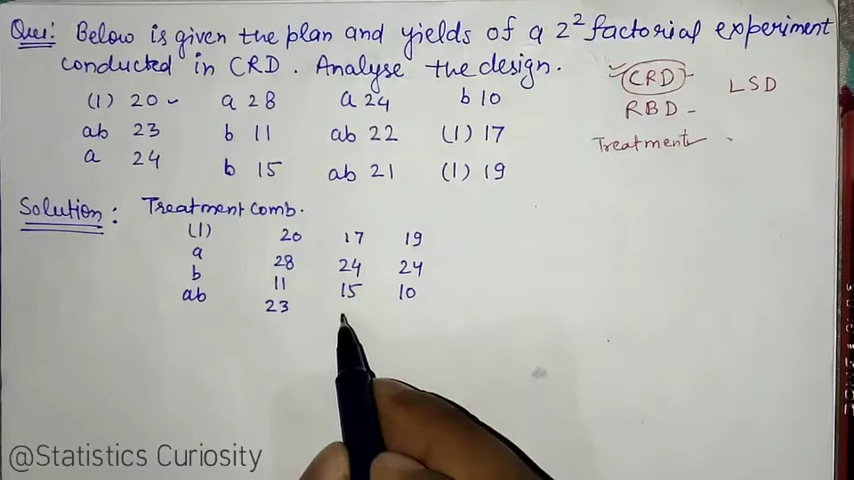 Ques: Below is given the plan and yields of a 2² factorial experiment
conducted in CRD. Analyse the design.
(1) 20 a 28 a 24 b 10
ab 23 b 11 ab 22 (1) 17
a 24 b 15 ab 21 (1) 19
CRD
RBD
LSD
Treatments
Solution: Treatment comb.
(1) 20 17 19
a 28 24 24
b 11 15 10
ab 23
@Statistics Curiosity